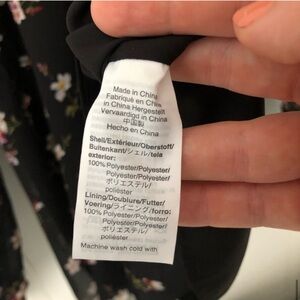 Made in China
Fabriqué en Chine
in China Hergestellt
Vervaardigd in China
中国製
Hecho en China
Shell/Extérieur/Oberstoff/
Buitenkant/シェル/tela
exterior:
100% Polyester/Polyester/
Polyester/Polyester/
ポリエステル/
poliéster
Lining/Doublure/Futter/
Voering/ライニング/forro:
100% Polyester/Polyester/
Polyester/Polyester/
ポリエステル/
poliéster
Machine wash cold with